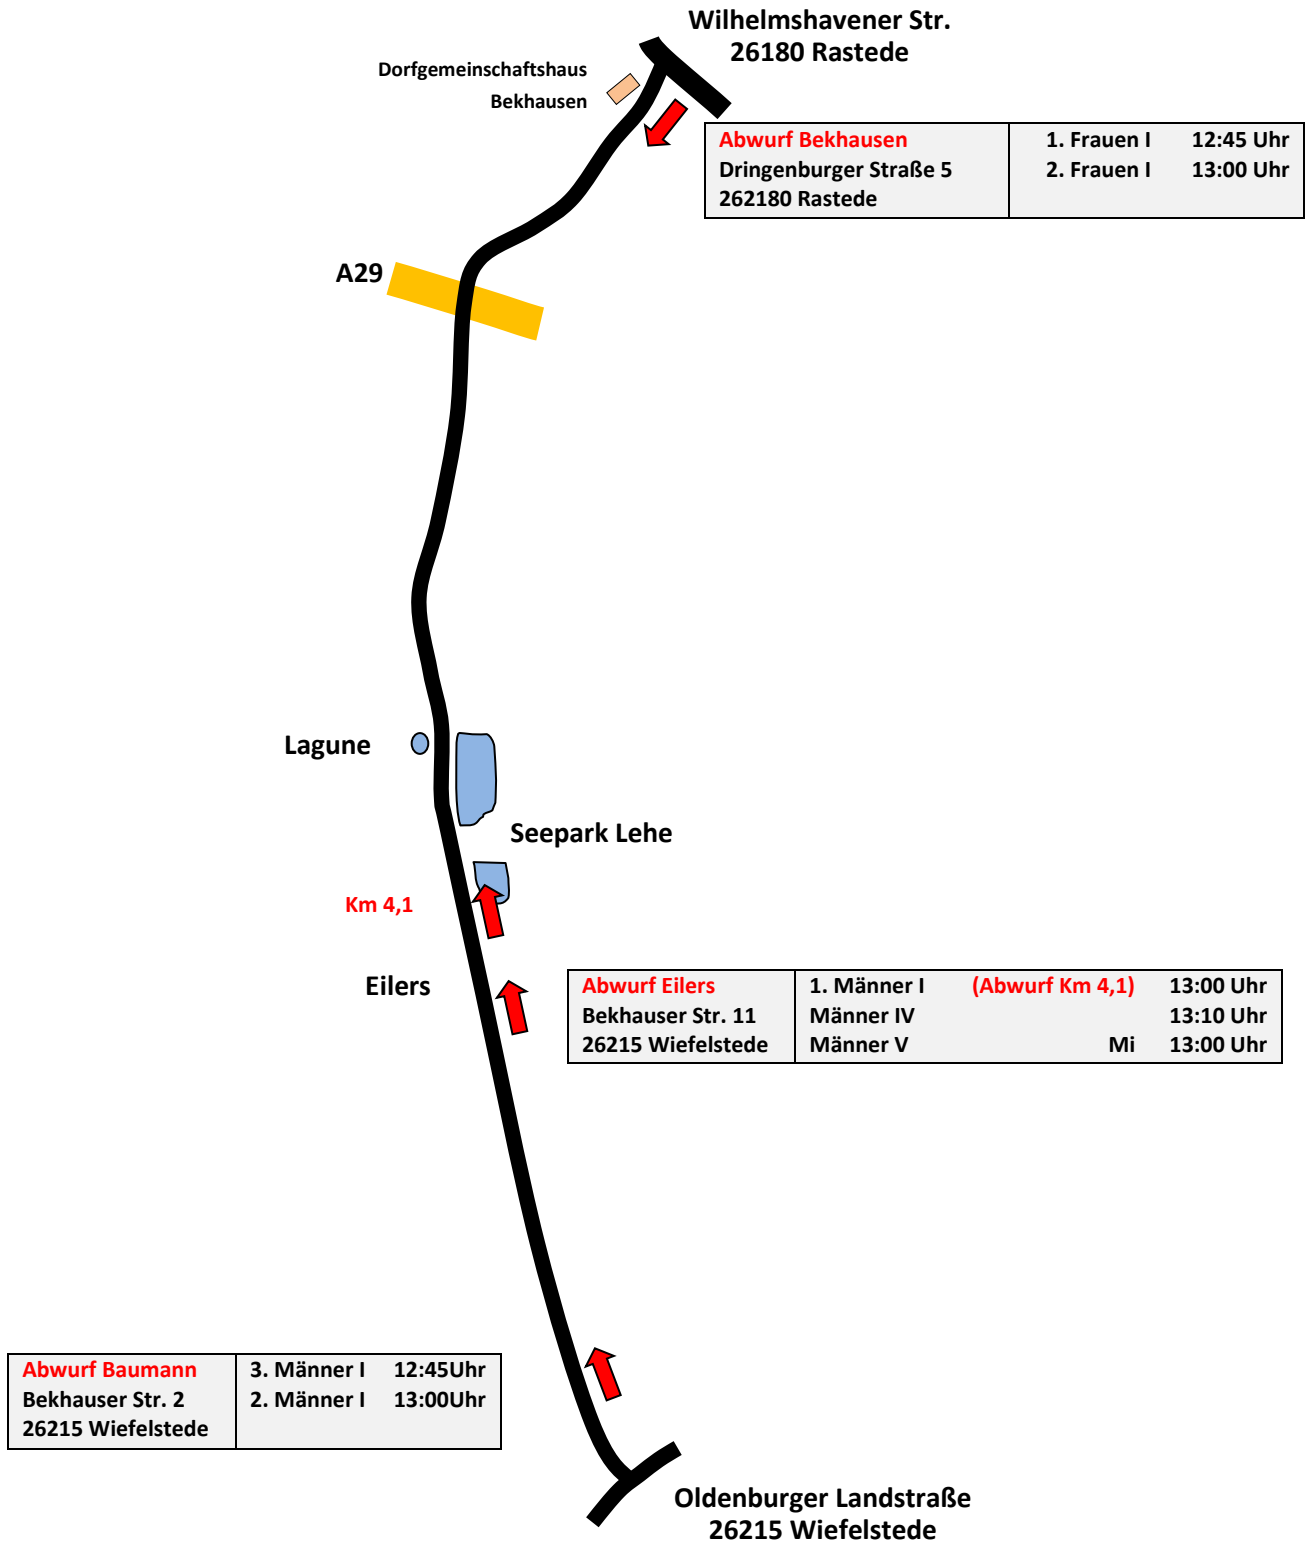 Wilhelmshavener Str.
26180 Rastede
Dorfgemeinschaftshaus
Bekhausen
Abwurf Bekhausen 1. Frauen I 12:45 Uhr
Dringenburger Straße 5 2. Frauen I 13:00 Uhr
262180 Rastede
A29
Lagune
Seepark Lehe
Km 4,1
Eilers
Abwurf Eilers 1. Männer I (Abwurf Km 4,1) 13:00 Uhr
Bekhauser Str. 11 Männer IV 13:10 Uhr
26215 Wiefelstede Männer V Mi 13:00 Uhr
Abwurf Baumann 3. Männer I 12:45Uhr
Bekhauser Str. 2 2. Männer I 13:00Uhr
26215 Wiefelstede
Oldenburger Landstraße
26215 Wiefelstede